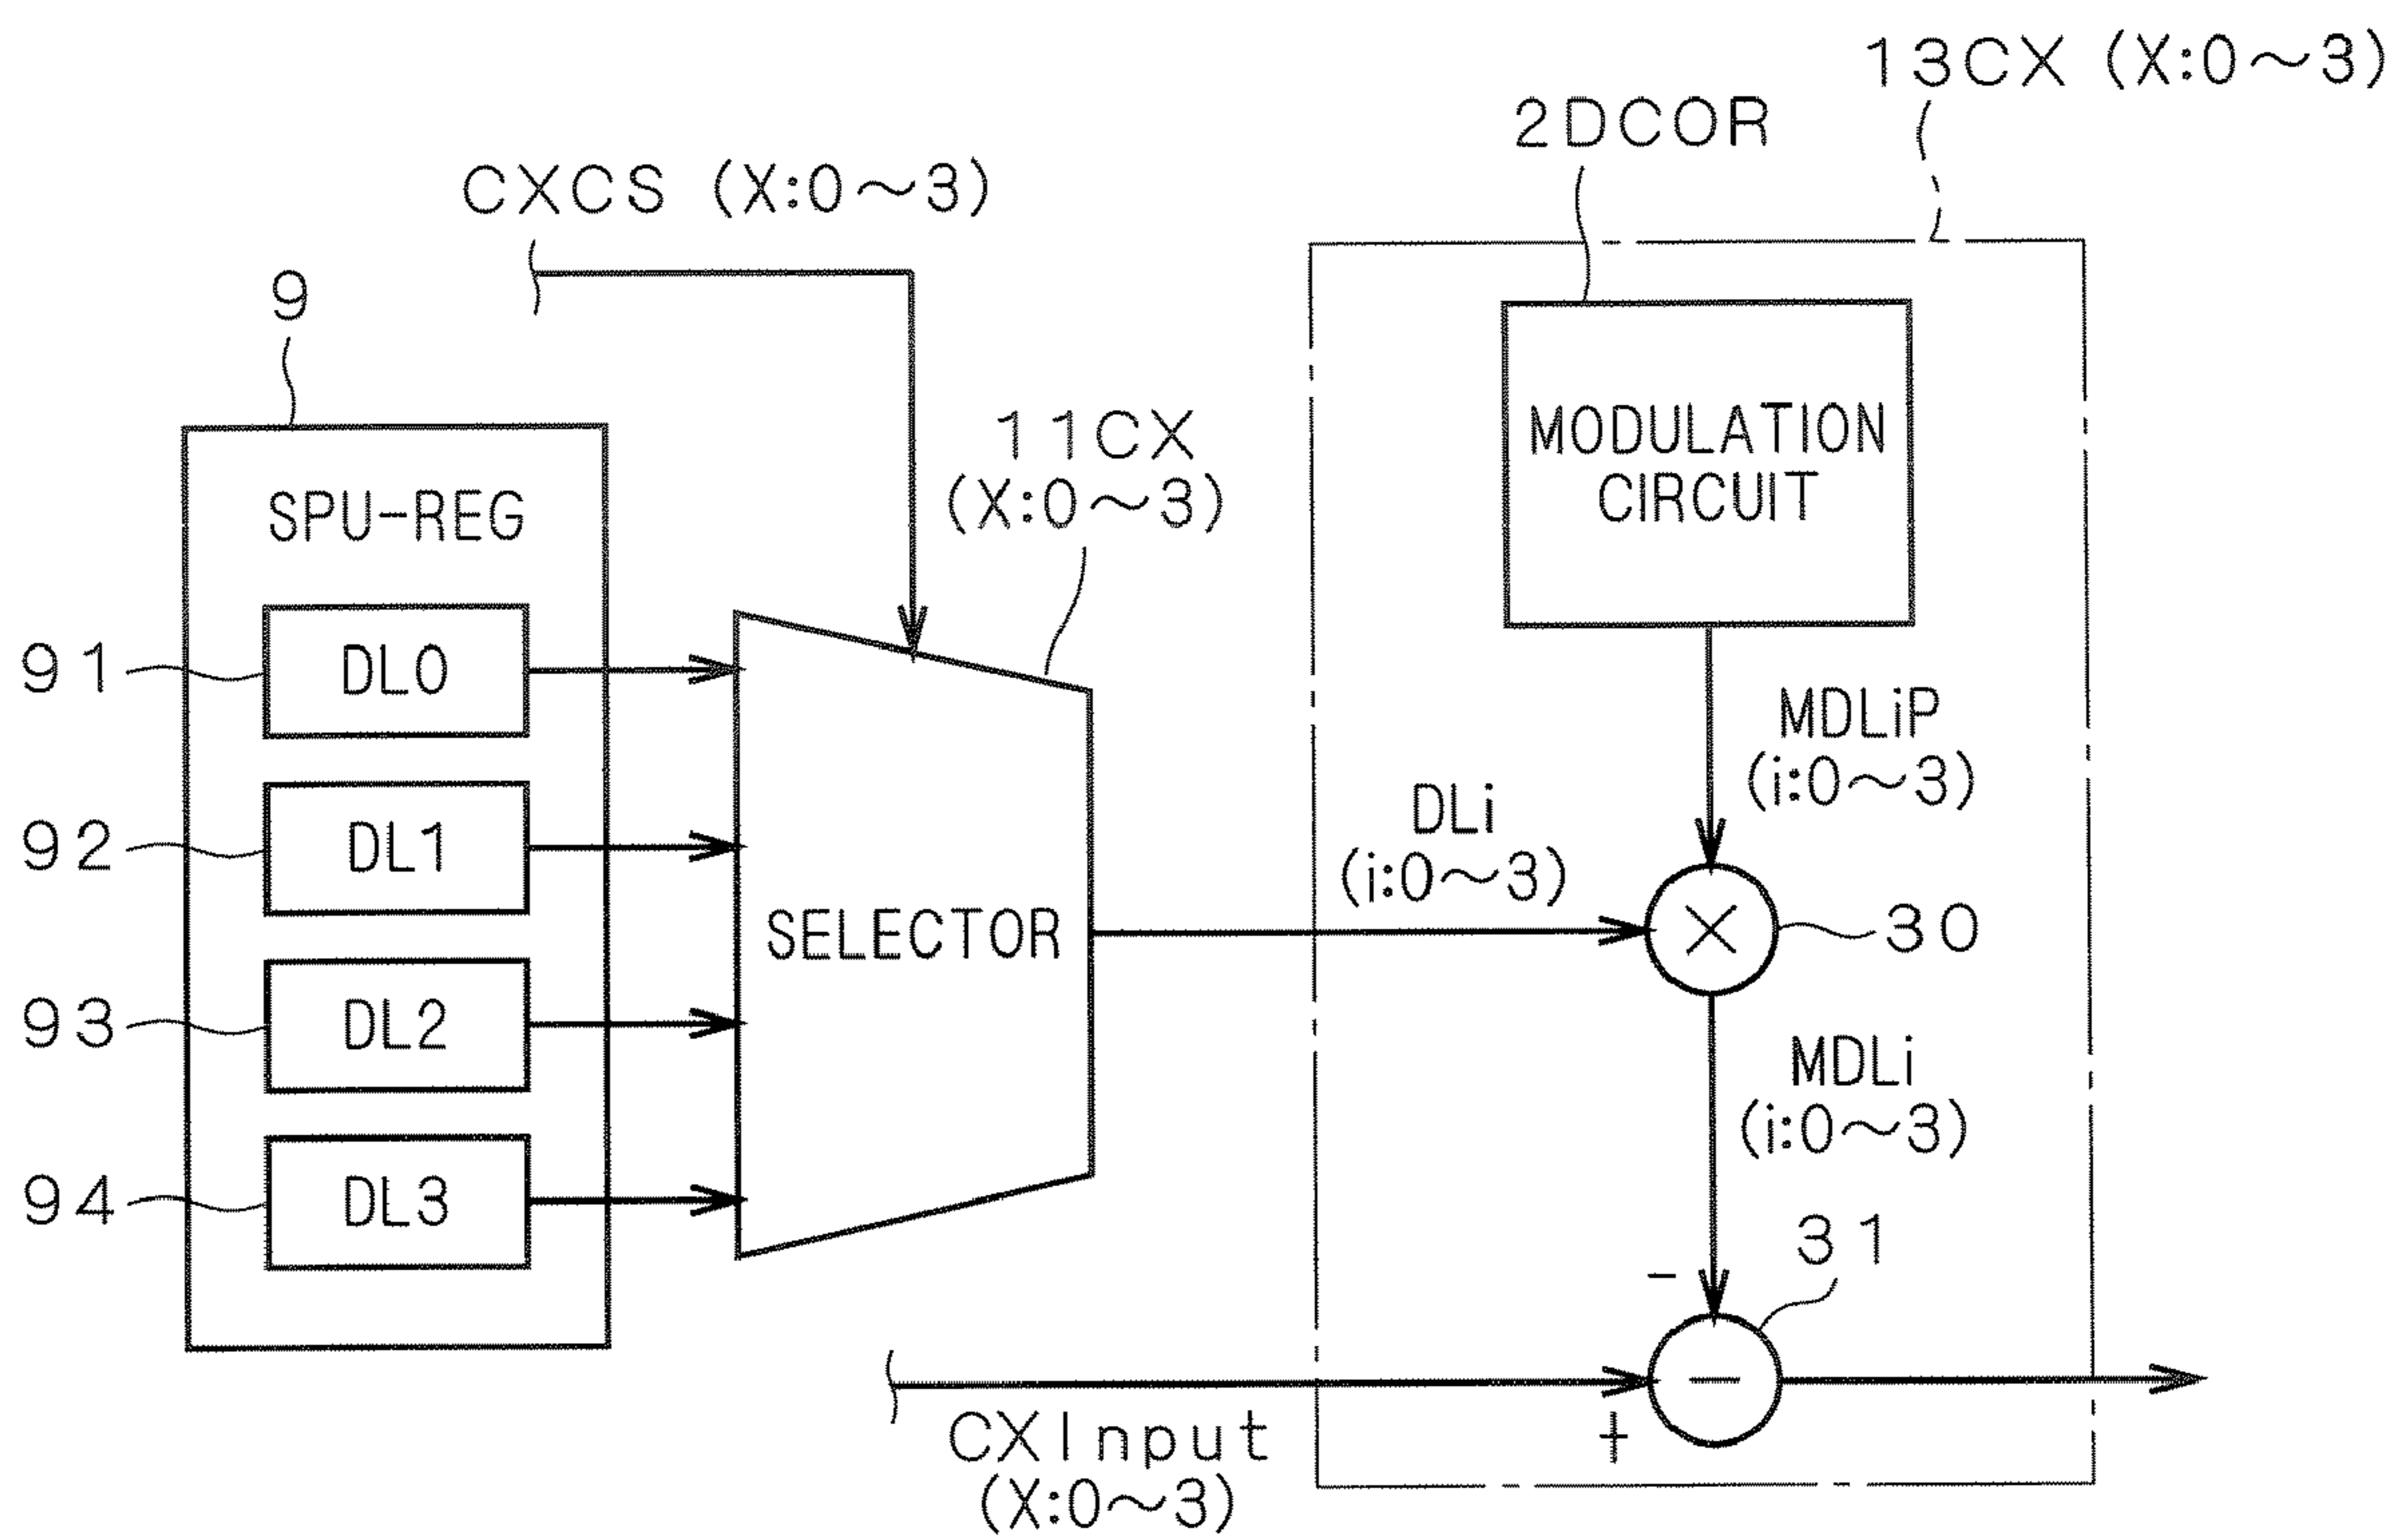 13CX (X:0～3)
2DCOR
CXCS (X:0～3)
9
11CX
(X:0～3)
SPU-REG
MODULATION
CIRCUIT
91
DL0
MDLiP
(i:0～3)
92
DL1
DLi
(i:0～3)
SELECTOR
×
30
93
DL2
MDLi
(i:0～3)
94
DL3
31
-
−
+
CXInput
(X:0～3)